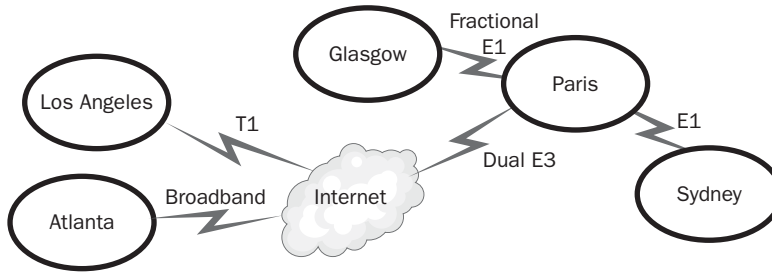 Fractional
E1
Glasgow
Paris
Los Angeles
T1
E1
Dual E3
Broadband
Internet
Sydney
Atlanta